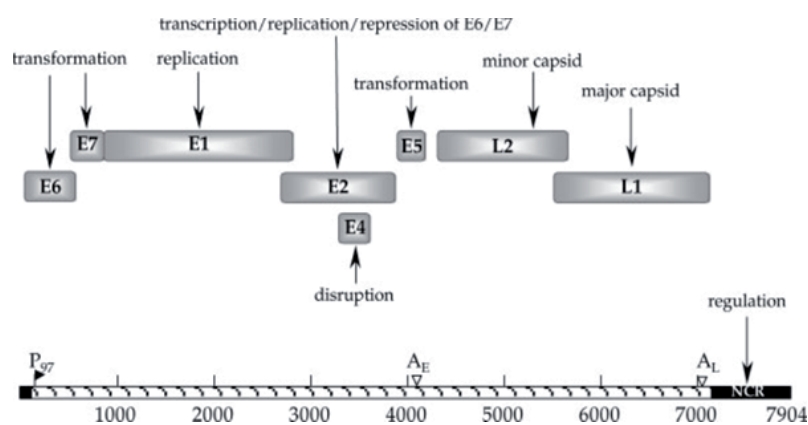 transcription/replication/repression of E6/E7
transformation
replication
minor capsid
transformation
major capsid
E7
E1
E5
L2
E6
E2
L1
E4
disruption
regulation
P97
AE
AL
NCR
1000
2000
3000
4000
5000
6000
7000
7904